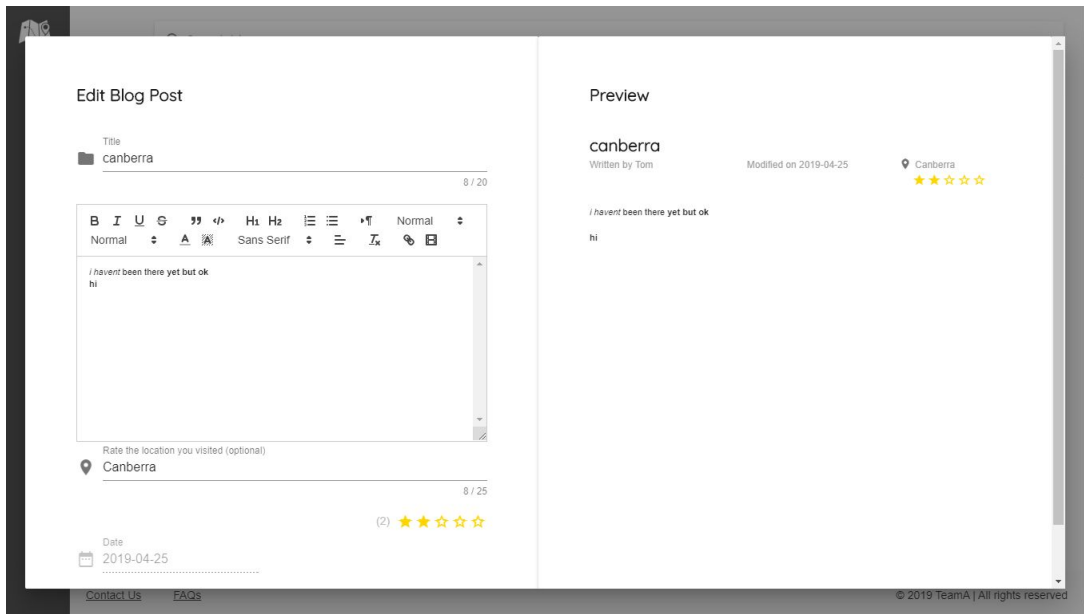 Edit Blog Post
Title
canberra
8 / 20
B I U S ” </> H1 H2 ¶ Normal
Normal A A Sans Serif Tx
i havent been there yet but ok
hi
Rate the location you visited (optional)
Canberra
8 / 25
(2)
Date
2019-04-25
Preview
canberra
Written by Tom Modified on 2019-04-25 Canberra
i havent been there yet but ok
hi
Contact Us FAQs © 2019 TeamA | All rights reserved